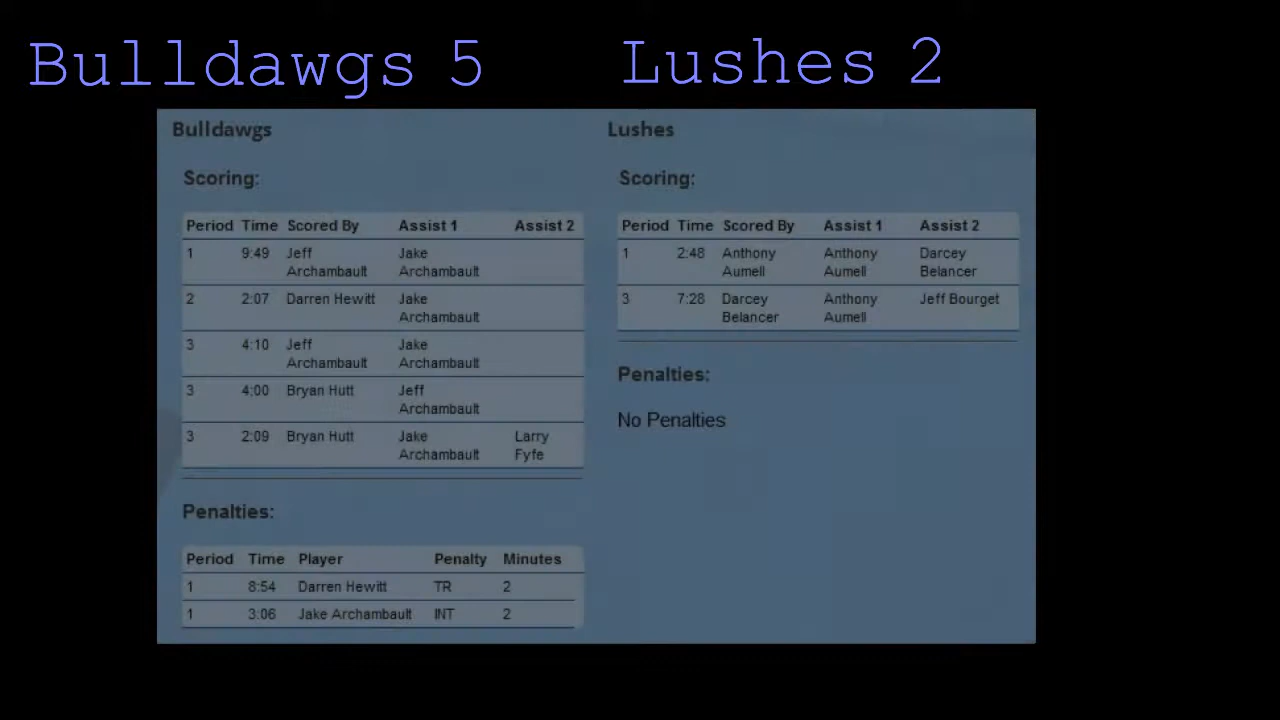 Bulldawgs 5 Lushes 2
Bulldawgs
Scoring:
Period Time Scored By Assist 1 Assist 2
1 9:49 Jeff Archambault Jake Archambault
2 2:07 Darren Hewitt Jake Archambault
3 4:10 Jeff Archambault Jake Archambault
3 4:00 Bryan Hutt Jeff Archambault
3 2:09 Bryan Hutt Jake Archambault Larry Fyfe
Penalties:
Period Time Player Penalty Minutes
1 8:54 Darren Hewitt TR 2
1 3:06 Jake Archambault INT 2
Lushes
Scoring:
Period Time Scored By Assist 1 Assist 2
1 2:48 Anthony Aumell Anthony Aumell Darcey Belancer
3 7:28 Darcey Belancer Anthony Aumell Jeff Bourget
Penalties:
No Penalties